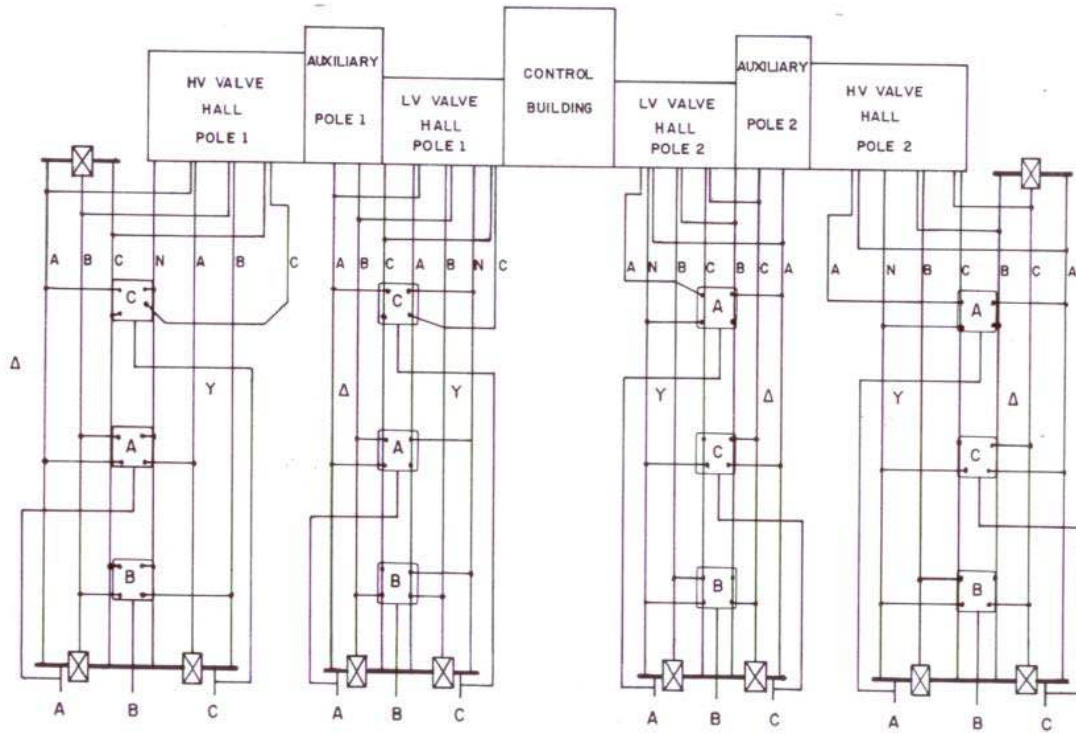 HV VALVE
HALL
POLE 1
AUXILIARY
POLE 1
LV VALVE
HALL
POLE 1
CONTROL
BUILDING
LV VALVE
HALL
POLE 2
AUXILIARY
POLE 2
HV VALVE
HALL
POLE 2
A B C N A B C
A B C A B N C
A N B C B C A
A N B C B C A
C
C
A
A
Δ Y
Δ Y
Y Δ
Y Δ
A
A
C
C
B
B
B
B
A B C
A B C
A B C
A B C